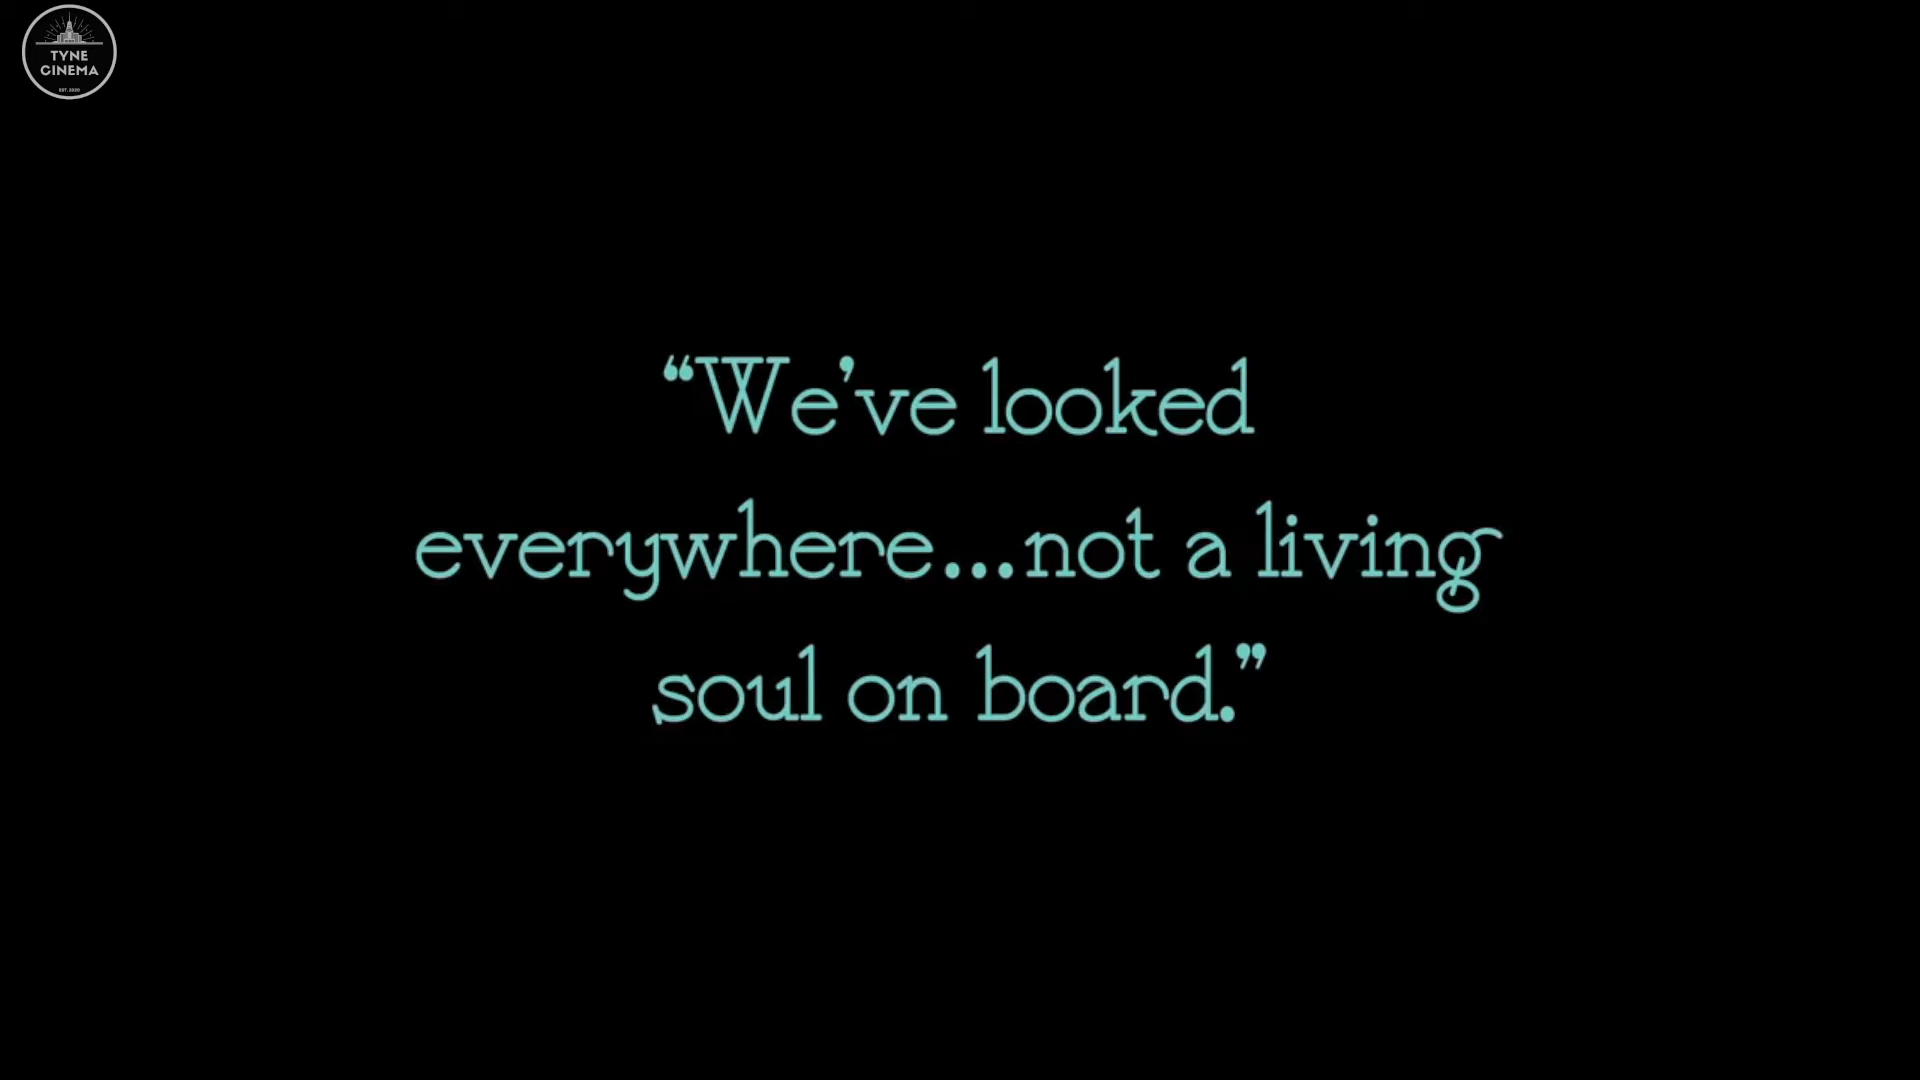 TYNE
CINEMA
EST. 2020
“We’ve looked
everywhere...not a living
soul on board.”